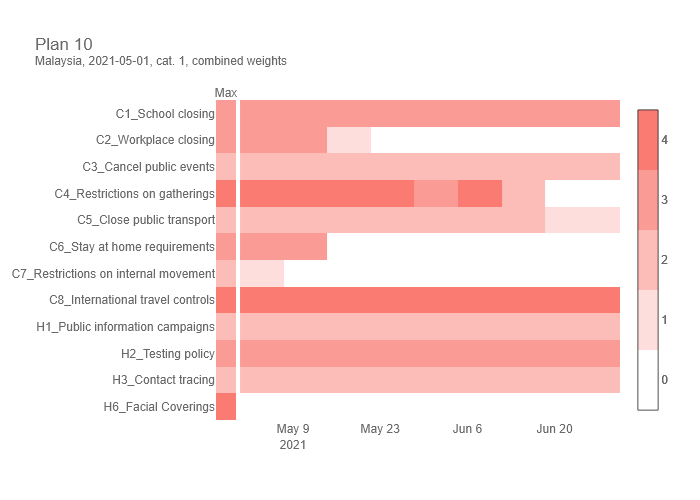 Plan 10
Malaysia, 2021-05-01, cat. 1, combined weights
Max
C1_School closing
C2_Workplace closing
C3_Cancel public events
C4_Restrictions on gatherings
C5_Close public transport
C6_Stay at home requirements
C7_Restrictions on internal movement
C8_International travel controls
H1_Public information campaigns
H2_Testing policy
H3_Contact tracing
H6_Facial Coverings
May 9 May 23 Jun 6 Jun 20
2021
4
3
2
1
0